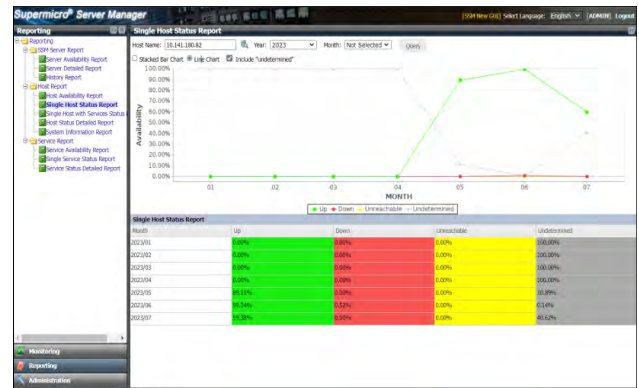 Supermicro® Server Manager
[SSM New GUI] Select Language: English [ADMIN] Logout
Reporting
Reporting
SSM Server Report
Server Availability Report
Server Detailed Report
History Report
Host Report
Host Availability Report
Single Host Status Report
Single Host with Services Status
Host Status Detailed Report
System Information Report
Service Report
Service Availability Report
Single Service Status Report
Service Status Detailed Report
Monitoring
Reporting
Administration
Single Host Status Report
Host Name: 10.141.180.82 Year: 2023 Month: Not Selected Query
Stacked Bar Chart Line Chart Include "undetermined"
Availability
100.00%
90.00%
80.00%
70.00%
60.00%
50.00%
40.00%
30.00%
20.00%
10.00%
0.00%
01 02 03 04 05 06 07
MONTH
Up Down Unreachable Undetermined
Single Host Status Report
Month Up Down Unreachable Undetermined
2023/01 0.00% 0.00% 0.00% 100.00%
2023/02 0.00% 0.00% 0.00% 100.00%
2023/03 0.00% 0.00% 0.00% 100.00%
2023/04 0.00% 0.00% 0.00% 100.00%
2023/05 0.00% 0.00% 10.89%
2023/06 0.52% 0.00% 0.14%
2023/07 59.38% 0.00% 0.00% 40.62%